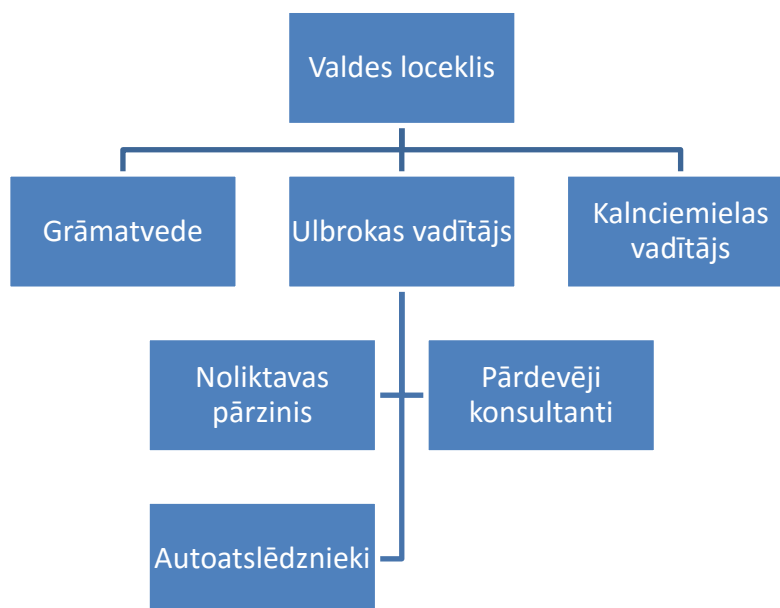 Valdes loceklis
Grāmatvede
Ulbrokas vadītājs
Kalnciemielas
vadītājs
Noliktavas
pārzinis
Pārdevēji
konsultanti
Autoatslēdznieki